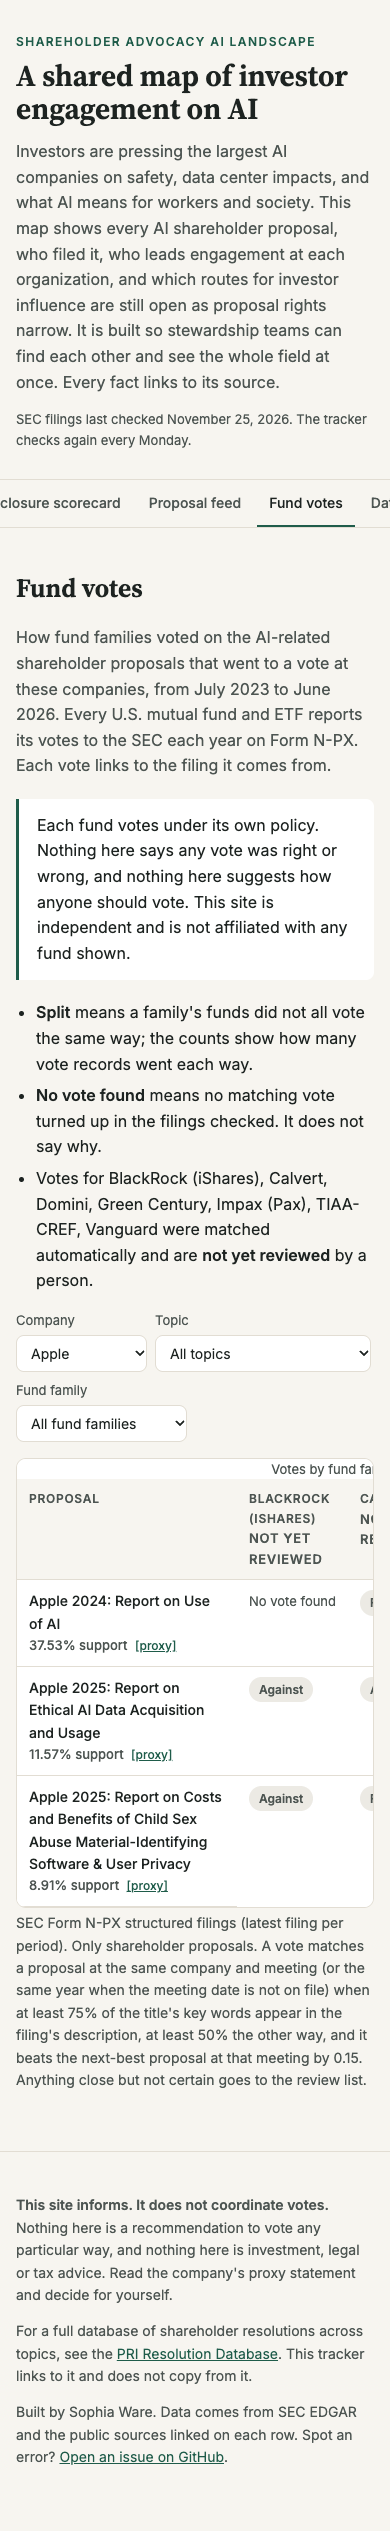 SHAREHOLDER ADVOCACY AI LANDSCAPE
A shared map of investor
engagement on AI
Investors are pressing the largest AI
companies on safety, data center impacts, and
what AI means for workers and society. This
map shows every AI shareholder proposal,
who filed it, who leads engagement at each
organization, and which routes for investor
influence are still open as proposal rights
narrow. It is built so stewardship teams can
find each other and see the whole field at
once. Every fact links to its source.
SEC filings last checked November 25, 2026. The tracker
checks again every Monday.
closure scorecard Proposal feed Fund votes Da
Fund votes
How fund families voted on the AI-related
shareholder proposals that went to a vote at
these companies, from July 2023 to June
2026. Every U.S. mutual fund and ETF reports
its votes to the SEC each year on Form N-PX.
Each vote links to the filing it comes from.
Each fund votes under its own policy.
Nothing here says any vote was right or
wrong, and nothing here suggests how
anyone should vote. This site is
independent and is not affiliated with any
fund shown.
• Split means a family's funds did not all vote
the same way; the counts show how many
vote records went each way.
• No vote found means no matching vote
turned up in the filings checked. It does not
say why.
• Votes for BlackRock (iShares), Calvert,
Domini, Green Century, Impax (Pax), TIAA-
CREF, Vanguard were matched
automatically and are not yet reviewed by a
person.
Company Topic
Apple All topics
Fund family
All fund families
Votes by fund fa
PROPOSAL BLACKROCK (ISHARES) NOT YET REVIEWED
Apple 2024: Report on Use
of AI
37.53% support [proxy]
No vote found
Apple 2025: Report on
Ethical AI Data Acquisition
and Usage
11.57% support [proxy]
Against
Apple 2025: Report on Costs
and Benefits of Child Sex
Abuse Material-Identifying
Software & User Privacy
8.91% support [proxy]
Against
SEC Form N-PX structured filings (latest filing per
period). Only shareholder proposals. A vote matches
a proposal at the same company and meeting (or the
same year when the meeting date is not on file) when
at least 75% of the title's key words appear in the
filing's description, at least 50% the other way, and it
beats the next-best proposal at that meeting by 0.15.
Anything close but not certain goes to the review list.
This site informs. It does not coordinate votes.
Nothing here is a recommendation to vote any
particular way, and nothing here is investment, legal
or tax advice. Read the company's proxy statement
and decide for yourself.
For a full database of shareholder resolutions across
topics, see the PRI Resolution Database. This tracker
links to it and does not copy from it.
Built by Sophia Ware. Data comes from SEC EDGAR
and the public sources linked on each row. Spot an
error? Open an issue on GitHub.